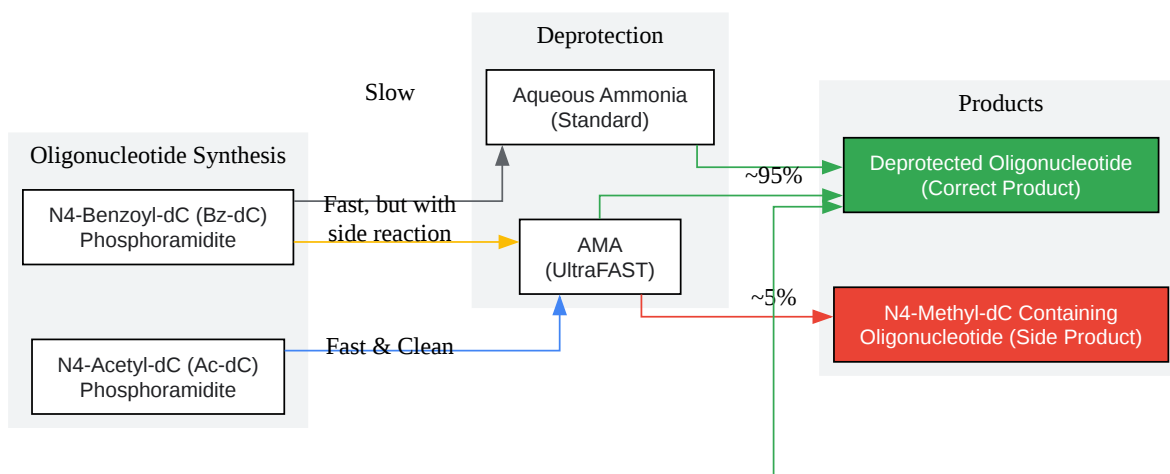 Oligonucleotide Synthesis
N4-Benzoyl-dC (Bz-dC)
Phosphoramidite
N4-Acetyl-dC (Ac-dC)
Phosphoramidite
Slow
Fast, but with
side reaction
Fast & Clean
Deprotection
Aqueous Ammonia
(Standard)
AMA
(UltraFAST)
~95%
~5%
Products
Deprotected Oligonucleotide
(Correct Product)
N4-Methyl-dC Containing
Oligonucleotide (Side Product)